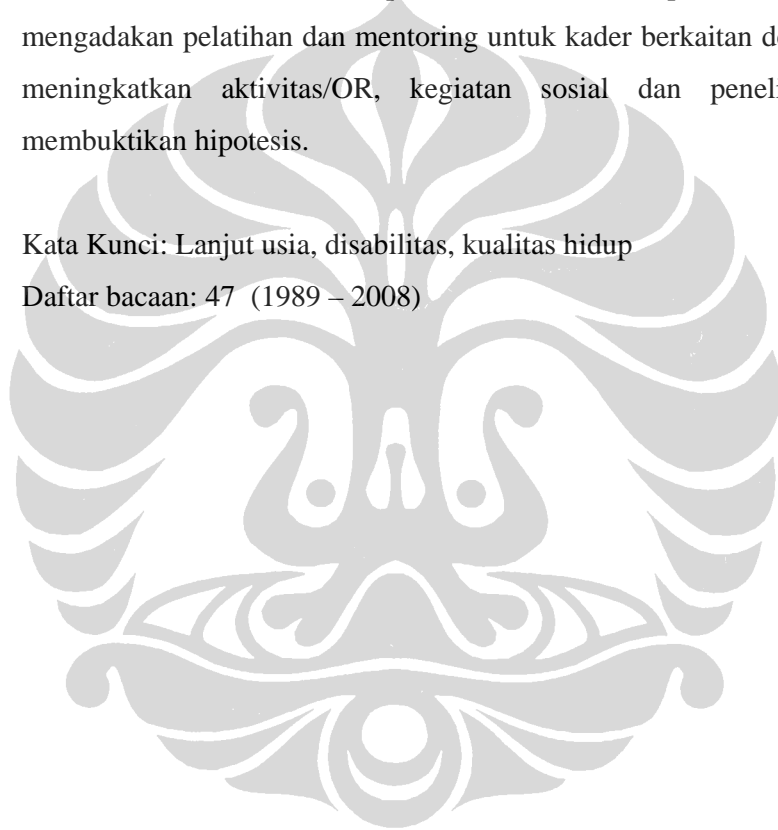 mengadakan pelatihan dan mentoring untuk kader berkaitan
meningkatkan aktivitas/OR, kegiatan sosial dan
membuktikan hipotesis.
Kata Kunci: Lanjut usia, disabilitas, kualitas hidup
Daftar bacaan: 47 (1989 – 2008)